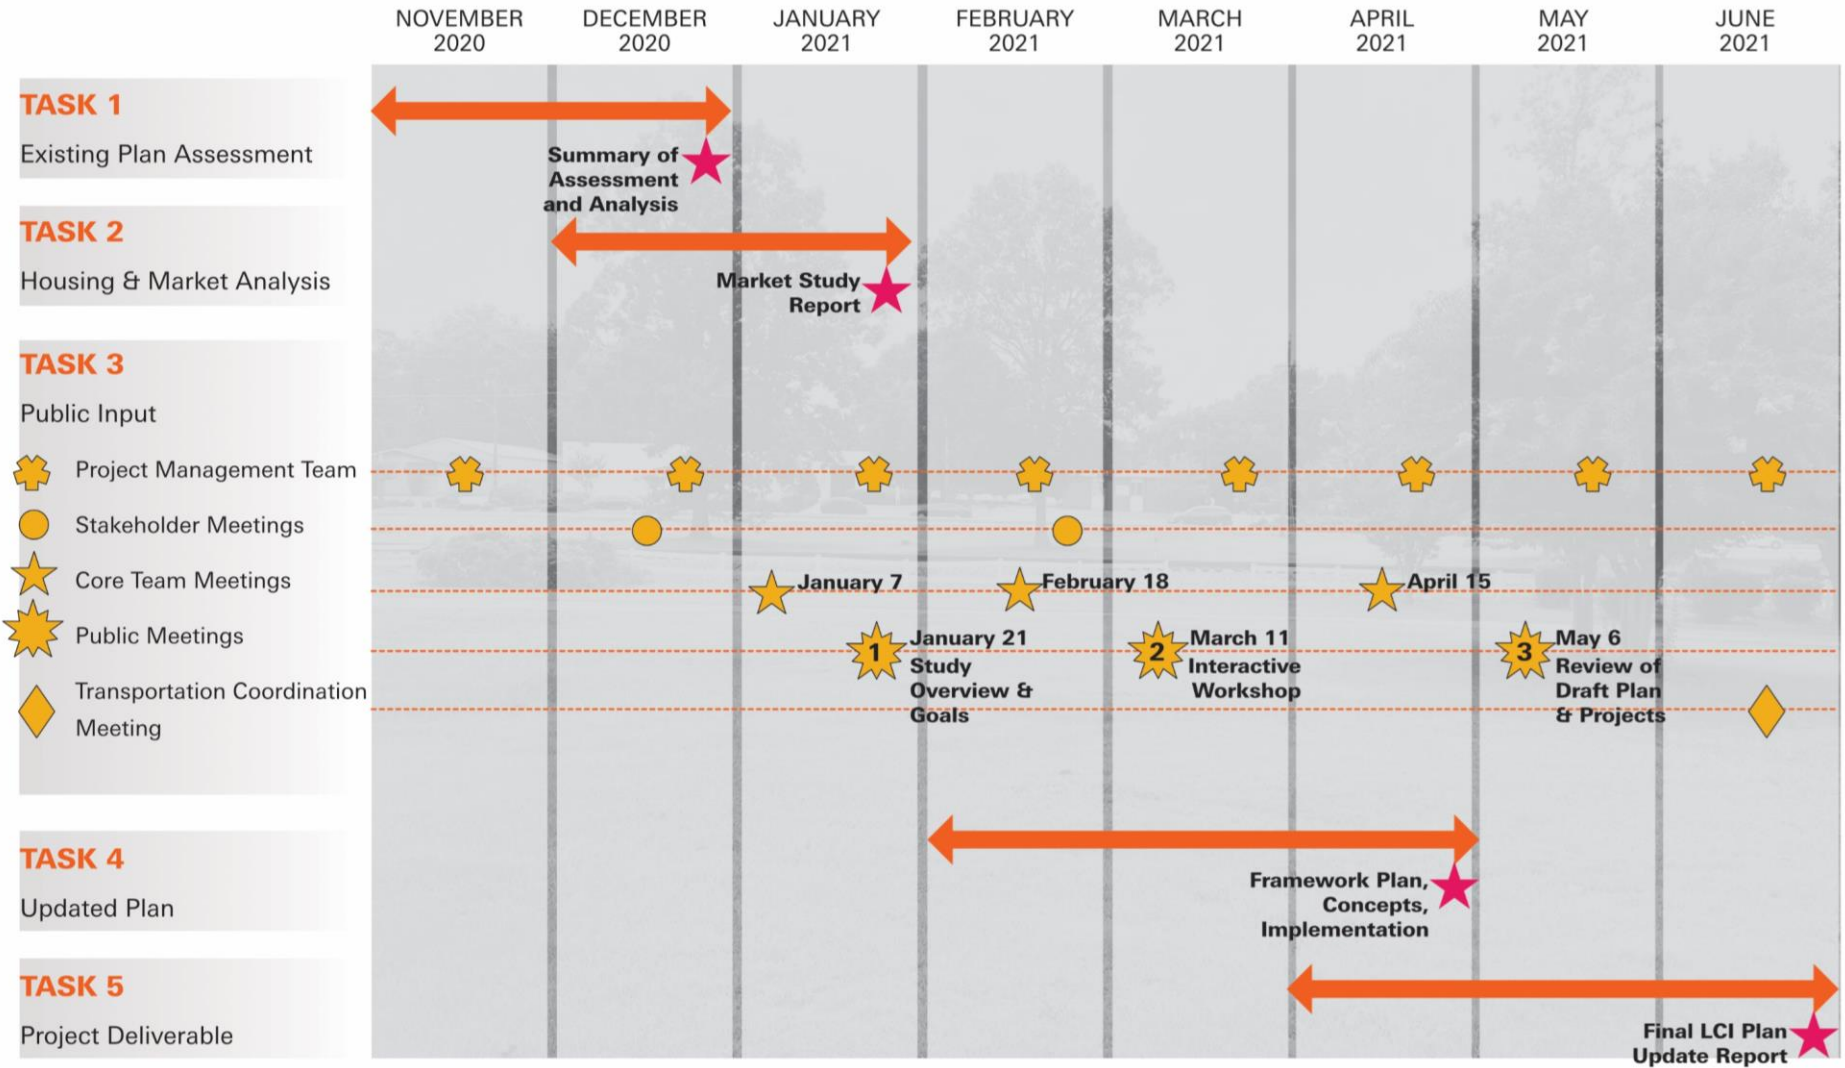 NOVEMBER
2020
DECEMBER
2020
JANUARY
2021
FEBRUARY
2021
MARCH
2021
APRIL
2021
MAY
2021
JUNE
2021
TASK 1
Existing Plan Assessment
Summary of
Assessment
and Analysis
TASK 2
Housing & Market Analysis
Market Study
Report
TASK 3
Public Input
Project Management Team
Stakeholder Meetings
Core Team Meetings
January 7
February 18
April 15
Public Meetings
1
January 21
Study
Overview &
Goals
2
March 11
Interactive
Workshop
3
May 6
Review of
Draft Plan
& Projects
Transportation Coordination
Meeting
TASK 4
Updated Plan
Framework Plan,
Concepts,
Implementation
TASK 5
Project Deliverable
Final LCI Plan
Update Report